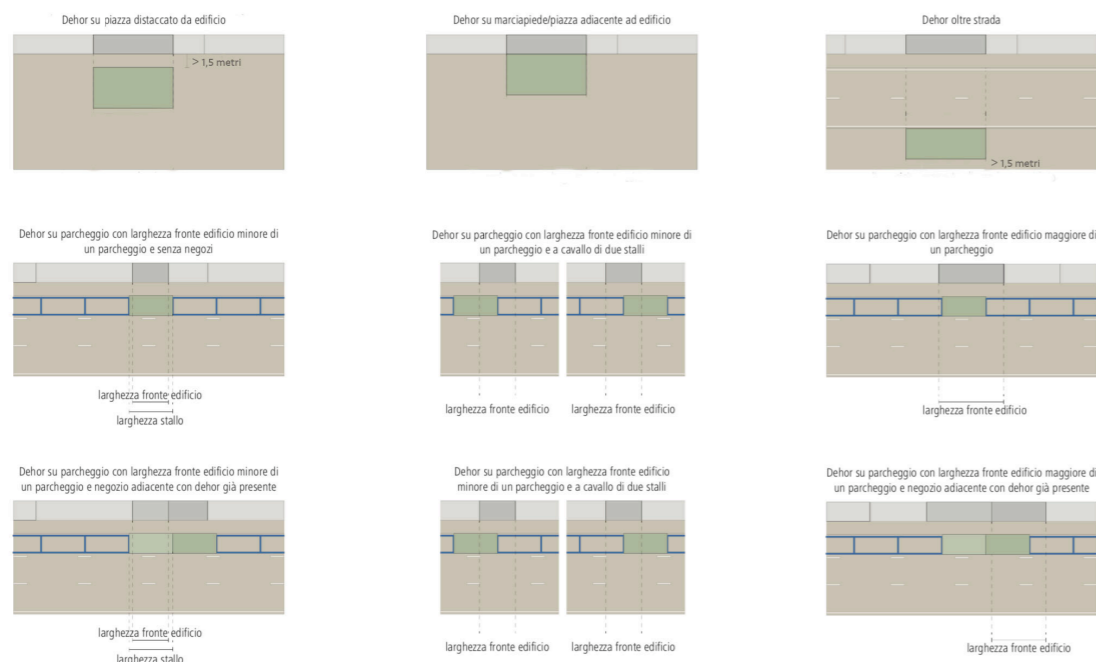 Dehor su piazza distaccato da edificio
> 1,5 metri
Dehor su marciapiede/piazza adiacente ad edificio
Dehor oltre strada
> 1,5 metri
Dehor su parcheggio con larghezza fronte edificio minore di
un parcheggio e senza negozi
larghezza fronte edificio
larghezza stallo
Dehor su parcheggio con larghezza fronte edificio minore di
un parcheggio e a cavallo di due stalli
larghezza fronte edificio
larghezza fronte edificio
Dehor su parcheggio con larghezza fronte edificio maggiore di
un parcheggio
larghezza fronte edificio
Dehor su parcheggio con larghezza fronte edificio minore di
un parcheggio e negozio adiacente con dehor già presente
larghezza fronte edificio
larghezza stallo
Dehor su parcheggio con larghezza fronte edificio
minore di un parcheggio e a cavallo di due stalli
larghezza fronte edificio
larghezza fronte edificio
Dehor su parcheggio con larghezza fronte edificio maggiore di
un parcheggio e negozio adiacente con dehor già presente
larghezza fronte edificio